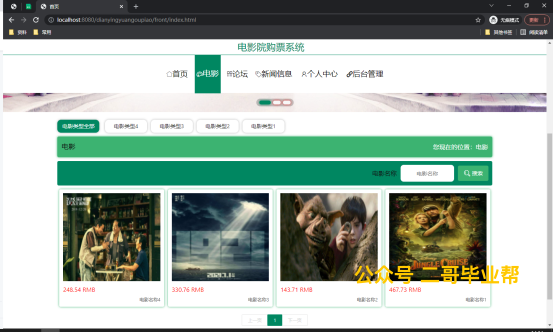 首页
localhost:8080/dianyingyuangoupiao/front/index.html
无痕模式
资料 常用 其他书签 阅读清单
电影院购票系统
首页 电影 论坛 新闻信息 个人中心 后台管理
电影类型全部 电影类型4 电影类型3 电影类型2 电影类型1
电影 您现在的位置：电影
电影名称 电影名称 搜索
JUNGLE CRUISE
248.54 RMB 330.76 RMB 143.71 RMB 467.73 RMB
电影名称4 电影名称3 电影名称2 电影名称1
公众号 二哥毕业帮
上一页 1 下一页